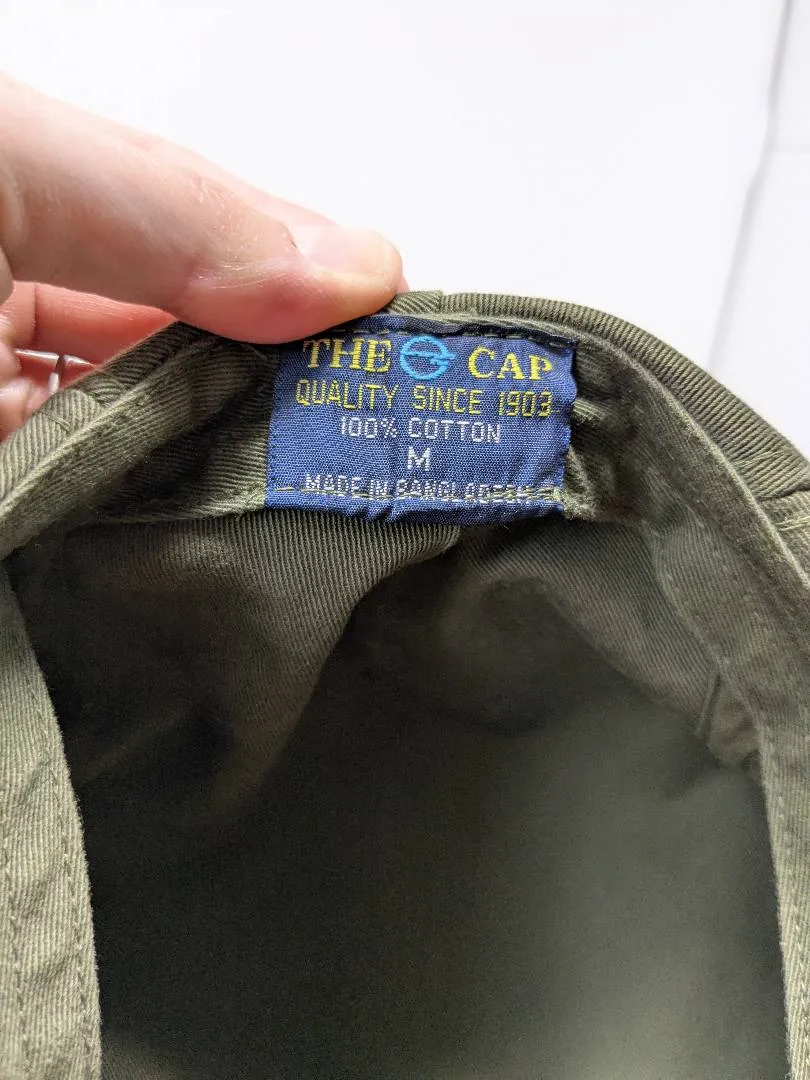 THE CAP
QUALITY SINCE 1903
100% COTTON
M
MADE IN BANGLADESH